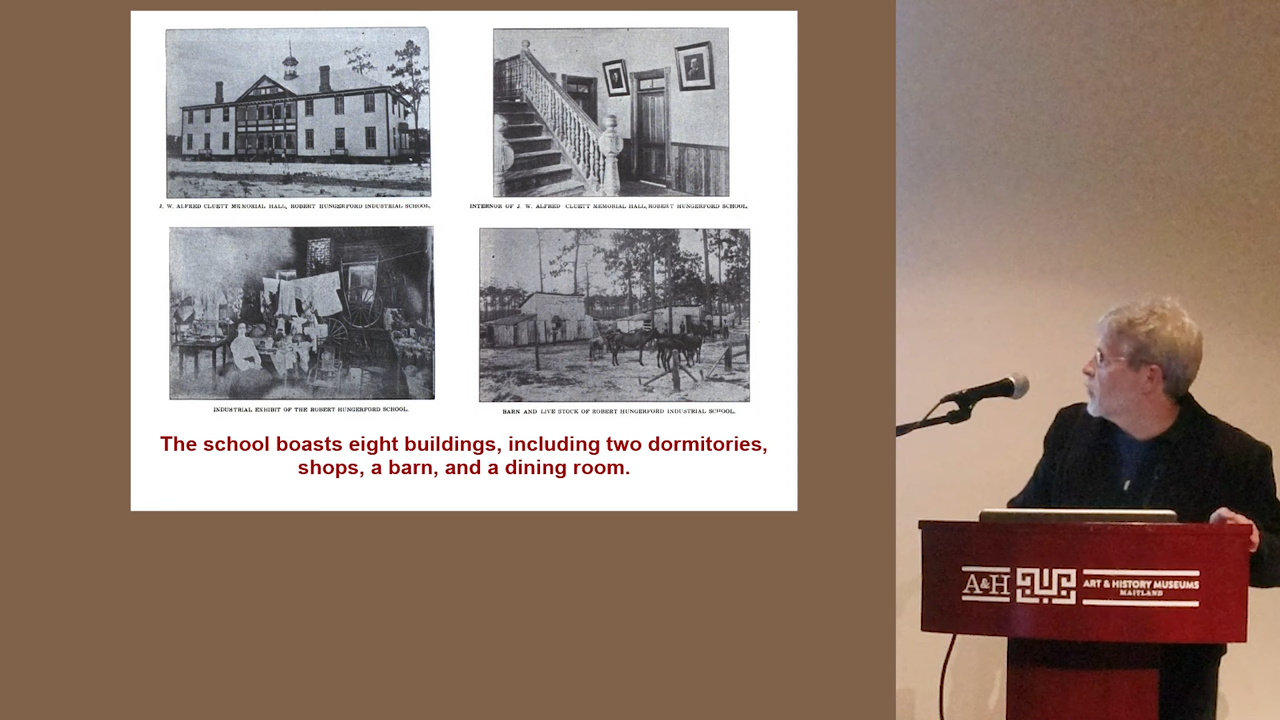 J. W. ALFRED CLUETT MEMORIAL HALL, ROBERT HUNGERFORD INDUSTRIAL SCHOOL.
INTERIOR OF J. W. ALFRED CLUETT MEMORIAL HALL, ROBERT HUNGERFORD SCHOOL.
INDUSTRIAL EXHIBIT OF THE ROBERT HUNGERFORD SCHOOL.
BARN AND LIVE STOCK OF ROBERT HUNGERFORD INDUSTRIAL SCHOOL.
The school boasts eight buildings, including two dormitories,
shops, a barn, and a dining room.
A&H ART & HISTORY MUSEUMS
MAITLAND